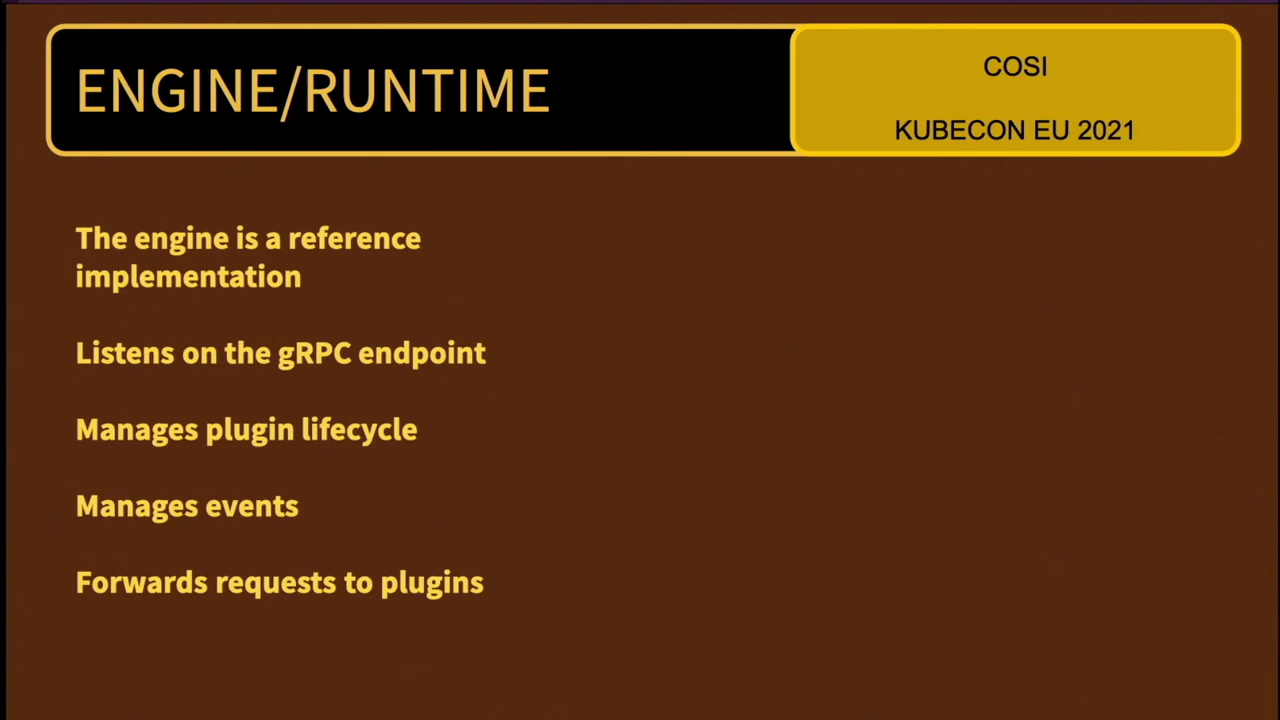 ENGINE/RUNTIME
COSI
KUBECON EU 2021
The engine is a reference
implementation
Listens on the gRPC endpoint
Manages plugin lifecycle
Manages events
Forwards requests to plugins